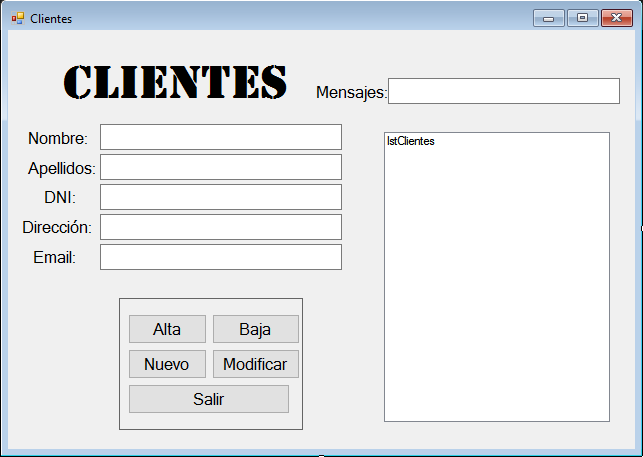 Clientes
CLIENTES
Mensajes:
Nombre:
Apellidos:
DNI:
Dirección:
Email:
lstClientes
Alta Baja
Nuevo Modificar
Salir